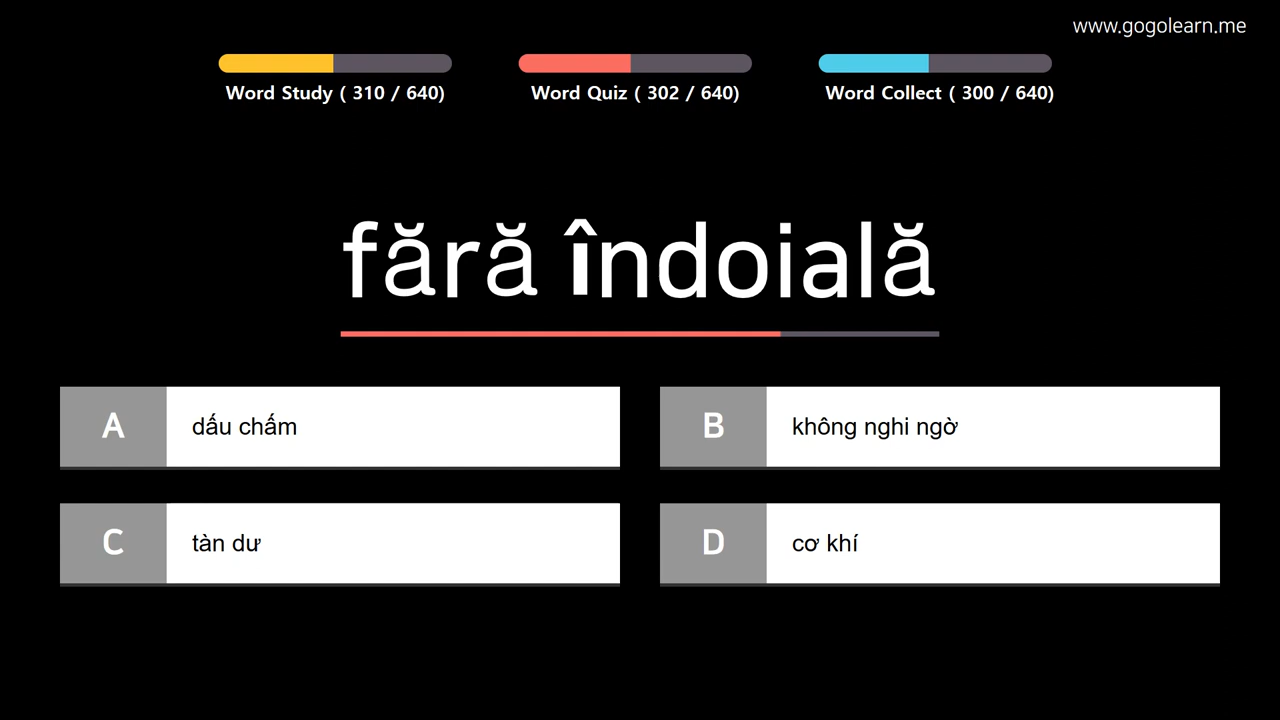 www.gogolearn.me
Word Study ( 310 / 640)
Word Quiz ( 302 / 640)
Word Collect ( 300 / 640)
fără îndoială
A
dấu chấm
B
không nghi ngờ
C
tàn dư
D
cơ khí